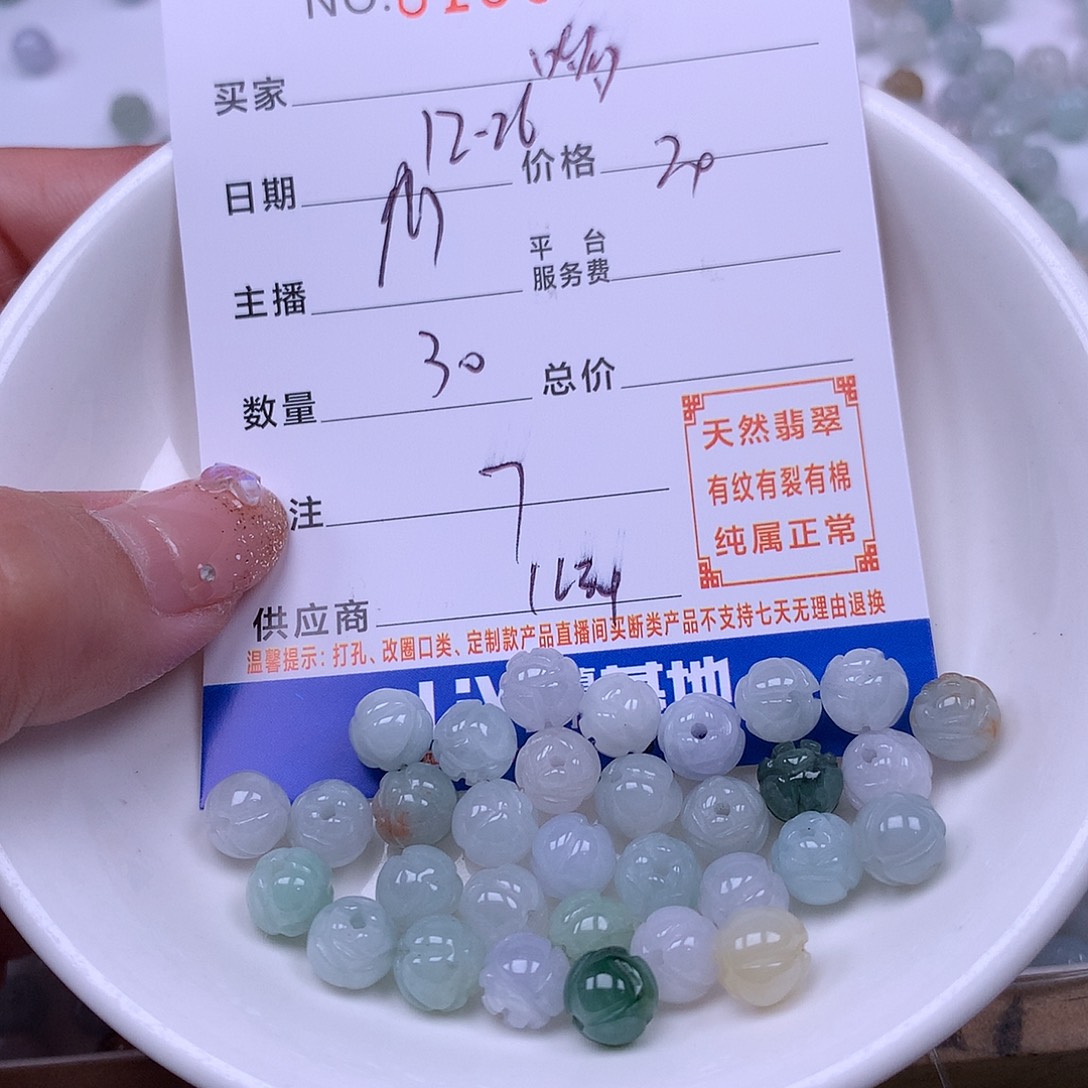 NO.
买家
日期 12-26 价格 20
主播
平台
服务费
数量 30 总价
注 7
天然翡翠
有纹有裂有棉
纯属正常
供应商
温馨提示:打孔、改圈口类、定制款产品直播间买断类产品不支持七天无理由退换
基地